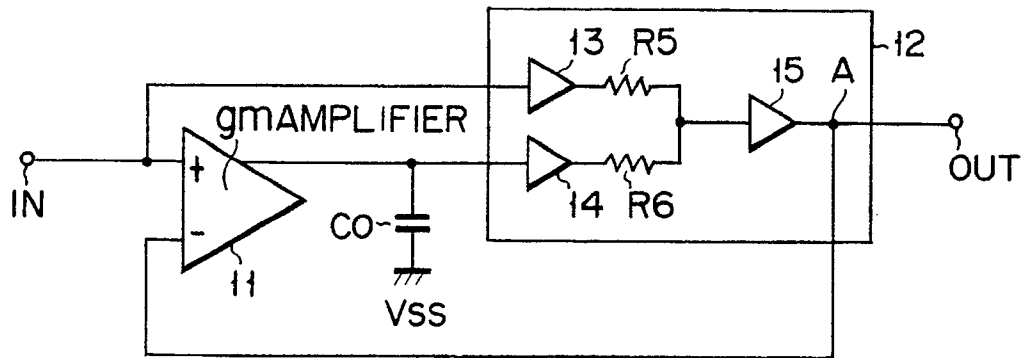 13
R5
12
15
A
gmAMPLIFIER
+
IN
OUT
14
R6
CO
-
11
VSS